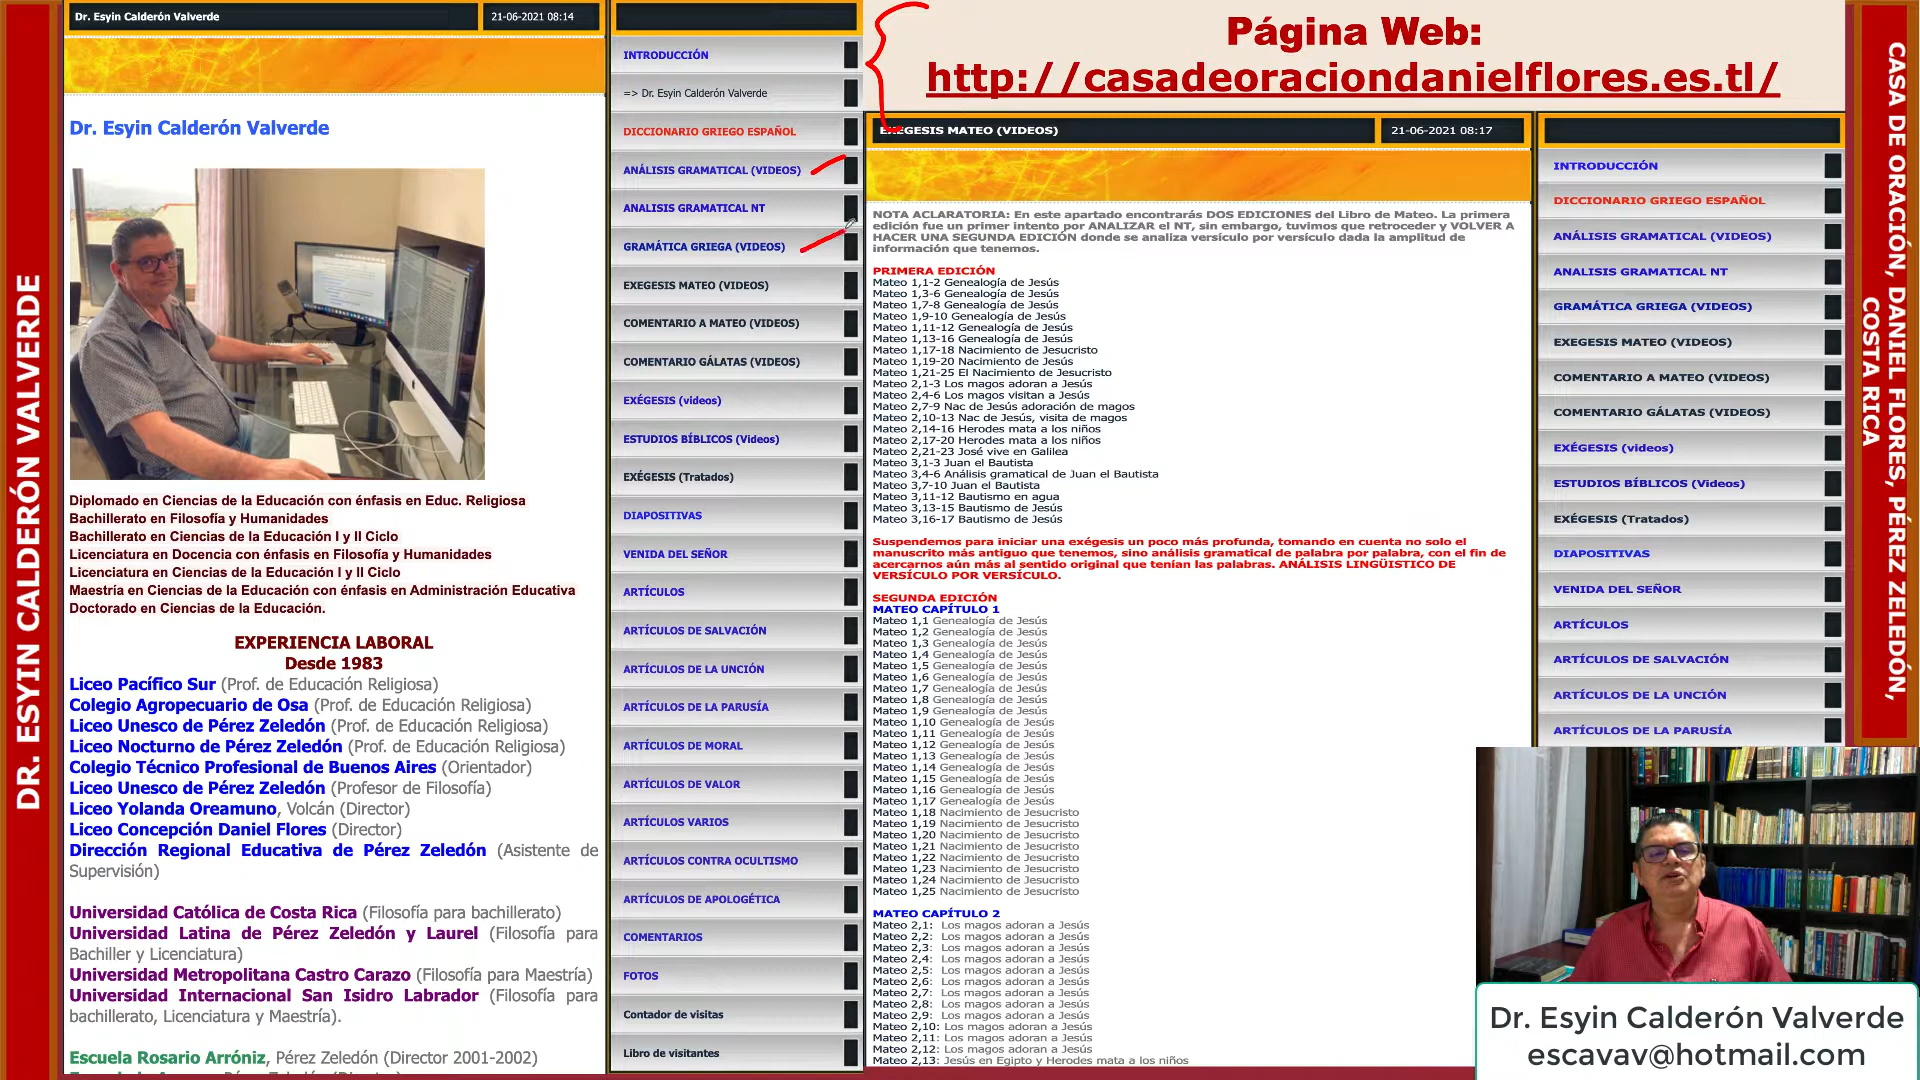 DR. ESYIN CALDERÓN VALVERDE
Dr. Esyin Calderón Valverde
21-06-2021 08:14
Dr. Esyin Calderón Valverde
Diplomado en Ciencias de la Educación con énfasis en Educ. Religiosa
Bachillerato en Filosofía y Humanidades
Bachillerato en Ciencias de la Educación I y II Ciclo
Licenciatura en Docencia con énfasis en Filosofía y Humanidades
Licenciatura en Ciencias de la Educación I y II Ciclo
Maestría en Ciencias de la Educación con énfasis en Administración Educativa
Doctorado en Ciencias de la Educación.
EXPERIENCIA LABORAL
Desde 1983
Liceo Pacífico Sur (Prof. de Educación Religiosa)
Colegio Agropecuario de Osa (Prof. de Educación Religiosa)
Liceo Unesco de Pérez Zeledón (Prof. de Educación Religiosa)
Liceo Nocturno de Pérez Zeledón (Prof. de Educación Religiosa)
Colegio Técnico Profesional de Buenos Aires (Orientador)
Liceo Unesco de Pérez Zeledón (Profesor de Filosofía)
Liceo Yolanda Oreamuno, Volcán (Director)
Liceo Concepción Daniel Flores (Director)
Dirección Regional Educativa de Pérez Zeledón (Asistente de
Supervisión)
Universidad Católica de Costa Rica (Filosofía para bachillerato)
Universidad Latina de Pérez Zeledón y Laurel (Filosofía para
Bachiller y Licenciatura)
Universidad Metropolitana Castro Carazo (Filosofía para Maestría)
Universidad Internacional San Isidro Labrador (Filosofía para
bachillerato, Licenciatura y Maestría).
Escuela Rosario Arróniz, Pérez Zeledón (Director 2001-2002)
INTRODUCCIÓN
=> Dr. Esyin Calderón Valverde
DICCIONARIO GRIEGO ESPAÑOL
ANÁLISIS GRAMATICAL (VIDEOS)
ANALISIS GRAMATICAL NT
GRAMÁTICA GRIEGA (VIDEOS)
EXEGESIS MATEO (VIDEOS)
COMENTARIO A MATEO (VIDEOS)
COMENTARIO GÁLATAS (VIDEOS)
EXÉGESIS (videos)
ESTUDIOS BÍBLICOS (Videos)
EXÉGESIS (Tratados)
DIAPOSITIVAS
VENIDA DEL SEÑOR
ARTÍCULOS
ARTÍCULOS DE SALVACIÓN
ARTÍCULOS DE LA UNCIÓN
ARTÍCULOS DE LA PARUSÍA
ARTÍCULOS DE MORAL
ARTÍCULOS DE VALOR
ARTÍCULOS VARIOS
ARTÍCULOS CONTRA OCULTISMO
ARTÍCULOS DE APOLOGÉTICA
COMENTARIOS
FOTOS
Contador de visitas
Libro de visitantes
Página Web:
http://casadeoraciondanielflores.es.tl/
EXEGESIS MATEO (VIDEOS)
21-06-2021 08:17
NOTA ACLARATORIA: En este apartado encontrarás DOS EDICIONES del Libro de Mateo. La primera
edición fue un primer intento por ANALIZAR el NT, sin embargo, tuvimos que retroceder y VOLVER A
HACER UNA SEGUNDA EDICIÓN donde se analiza versículo por versículo dada la amplitud de
información que tenemos.
PRIMERA EDICIÓN
Mateo 1,1-2 Genealogía de Jesús
Mateo 1,3-6 Genealogía de Jesús
Mateo 1,7-8 Genealogía de Jesús
Mateo 1,9-10 Genealogía de Jesús
Mateo 1,11-12 Genealogía de Jesús
Mateo 1,13-16 Genealogía de Jesús
Mateo 1,17-18 Nacimiento de Jesucristo
Mateo 1,19-20 Nacimiento de Jesús
Mateo 1,21-25 El Nacimiento de Jesucristo
Mateo 2,1-3 Los magos adoran a Jesús
Mateo 2,4-6 Los magos visitan a Jesús
Mateo 2,7-9 Nac de Jesús adoración de magos
Mateo 2,10-13 Nac de Jesús, visita de magos
Mateo 2,14-16 Herodes mata a los niños
Mateo 2,17-20 Herodes mata a los niños
Mateo 2,21-23 José vive en Galilea
Mateo 3,1-3 Juan el Bautista
Mateo 3,4-6 Análisis gramatical de Juan el Bautista
Mateo 3,7-10 Juan el Bautista
Mateo 3,11-12 Bautismo en agua
Mateo 3,13-15 Bautismo de Jesús
Mateo 3,16-17 Bautismo de Jesús
Suspendemos para iniciar una exégesis un poco más profunda, tomando en cuenta no solo el
manuscrito más antiguo que tenemos, sino análisis gramatical de palabra por palabra, con el fin de
acercarnos aún más al sentido original que tenían las palabras. ANÁLISIS LINGÜISTICO DE
VERSÍCULO POR VERSÍCULO.
SEGUNDA EDICIÓN
MATEO CAPÍTULO 1
Mateo 1,1 Genealogía de Jesús
Mateo 1,2 Genealogía de Jesús
Mateo 1,3 Genealogía de Jesús
Mateo 1,4 Genealogía de Jesús
Mateo 1,5 Genealogía de Jesús
Mateo 1,6 Genealogía de Jesús
Mateo 1,7 Genealogía de Jesús
Mateo 1,8 Genealogía de Jesús
Mateo 1,9 Genealogía de Jesús
Mateo 1,10 Genealogía de Jesús
Mateo 1,11 Genealogía de Jesús
Mateo 1,12 Genealogía de Jesús
Mateo 1,13 Genealogía de Jesús
Mateo 1,14 Genealogía de Jesús
Mateo 1,15 Genealogía de Jesús
Mateo 1,16 Genealogía de Jesús
Mateo 1,17 Genealogía de Jesús
Mateo 1,18 Nacimiento de Jesucristo
Mateo 1,19 Nacimiento de Jesucristo
Mateo 1,20 Nacimiento de Jesucristo
Mateo 1,21 Nacimiento de Jesucristo
Mateo 1,22 Nacimiento de Jesucristo
Mateo 1,23 Nacimiento de Jesucristo
Mateo 1,24 Nacimiento de Jesucristo
Mateo 1,25 Nacimiento de Jesucristo
MATEO CAPÍTULO 2
Mateo 2,1: Los magos adoran a Jesús
Mateo 2,2: Los magos adoran a Jesús
Mateo 2,3: Los magos adoran a Jesús
Mateo 2,4: Los magos adoran a Jesús
Mateo 2,5: Los magos adoran a Jesús
Mateo 2,6: Los magos adoran a Jesús
Mateo 2,7: Los magos adoran a Jesús
Mateo 2,8: Los magos adoran a Jesús
Mateo 2,9: Los magos adoran a Jesús
Mateo 2,10: Los magos adoran a Jesús
Mateo 2,11: Los magos adoran a Jesús
Mateo 2,12: Los magos adoran a Jesús
Mateo 2,13: Jesús en Egipto y Herodes mata a los niños
INTRODUCCIÓN
DICCIONARIO GRIEGO ESPAÑOL
ANÁLISIS GRAMATICAL (VIDEOS)
ANALISIS GRAMATICAL NT
GRAMÁTICA GRIEGA (VIDEOS)
EXEGESIS MATEO (VIDEOS)
COMENTARIO A MATEO (VIDEOS)
COMENTARIO GÁLATAS (VIDEOS)
EXÉGESIS (videos)
ESTUDIOS BÍBLICOS (Videos)
EXÉGESIS (Tratados)
DIAPOSITIVAS
VENIDA DEL SEÑOR
ARTÍCULOS
ARTÍCULOS DE SALVACIÓN
ARTÍCULOS DE LA UNCIÓN
ARTÍCULOS DE LA PARUSÍA
CASA DE ORACIÓN, DANIEL FLORES, PÉREZ ZELEDÓN,
COSTA RICA
Dr. Esyin Calderón Valverde
escavav@hotmail.com